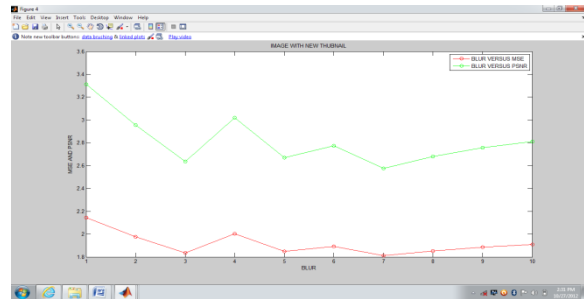 Figure 4
File Edit View Insert Tools Desktop Window Help
Note new toolbar buttons: data brushing & linked plots Play video
IMAGE WITH NEW THUBNAIL
BLUR VERSUS MSE
BLUR VERSUS PSNR
MSE AND PSNR
3.6
3.4
3.2
3
2.8
2.6
2.4
2.2
2
1.8
1 2 3 4 5 6 7 8 9 10
BLUR